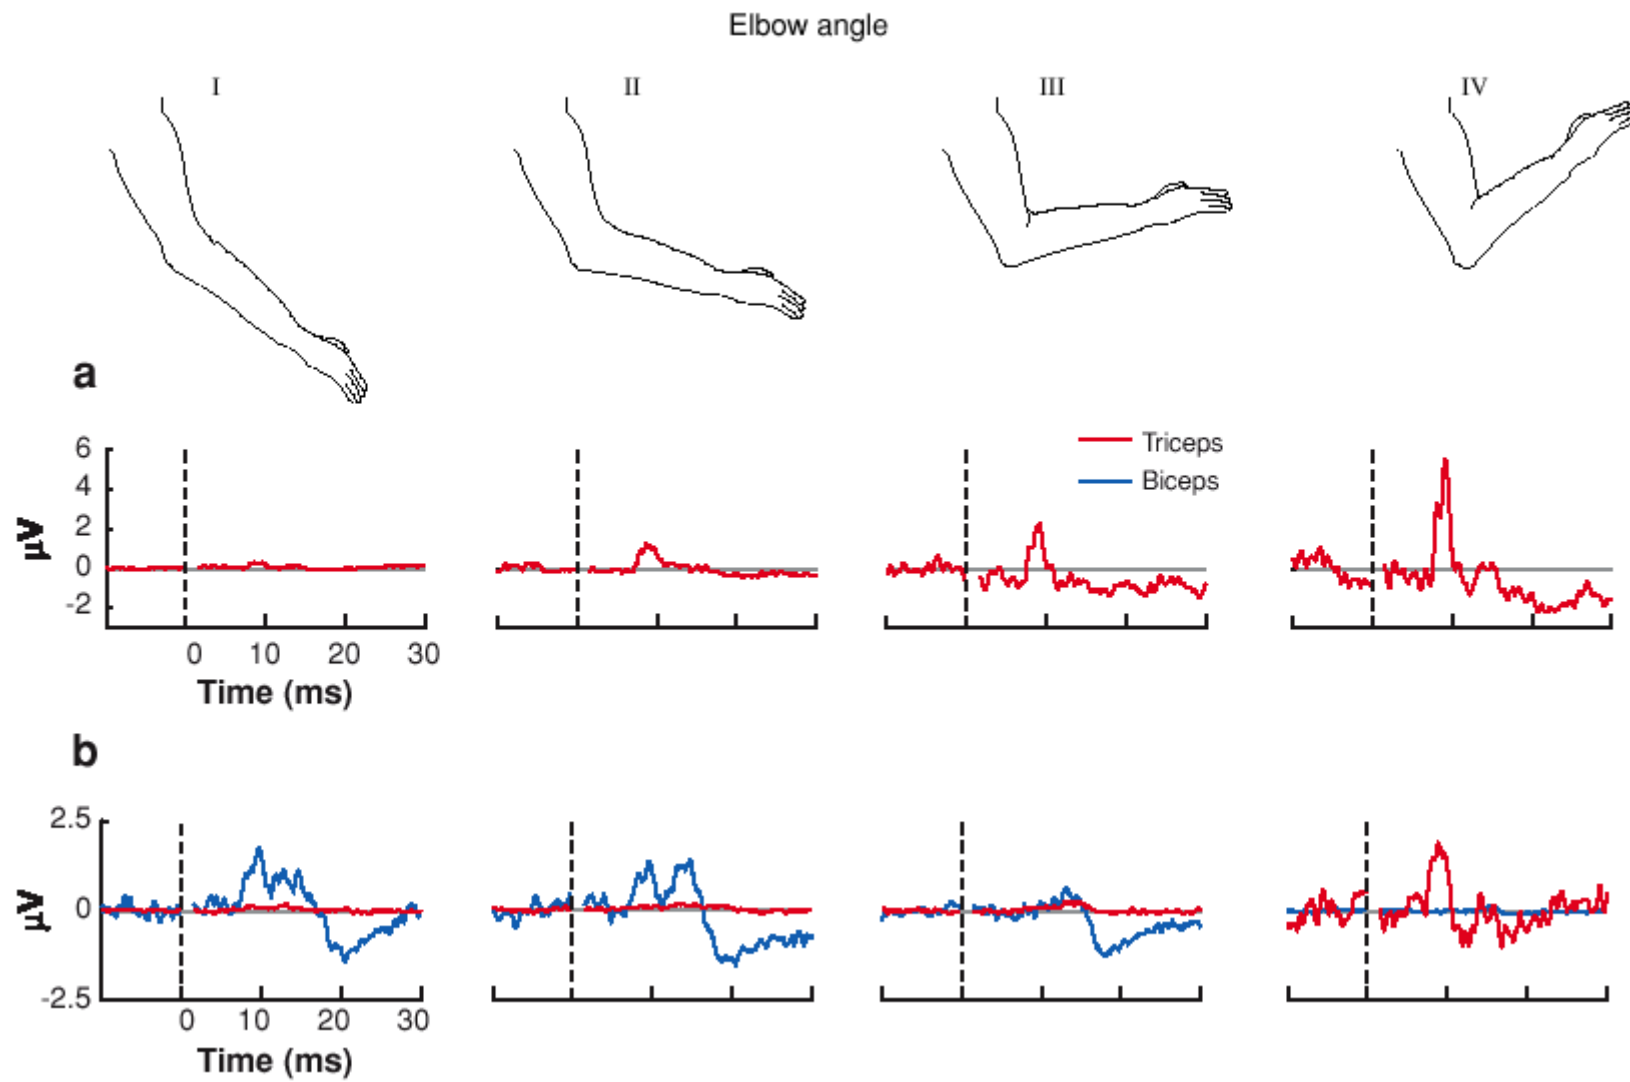 Elbow angle
I II III IV
a
6
4
2
0
-2
µV
Triceps
Biceps
0 10 20 30
Time (ms)
b
2.5
0
-2.5
µV
0 10 20 30
Time (ms)